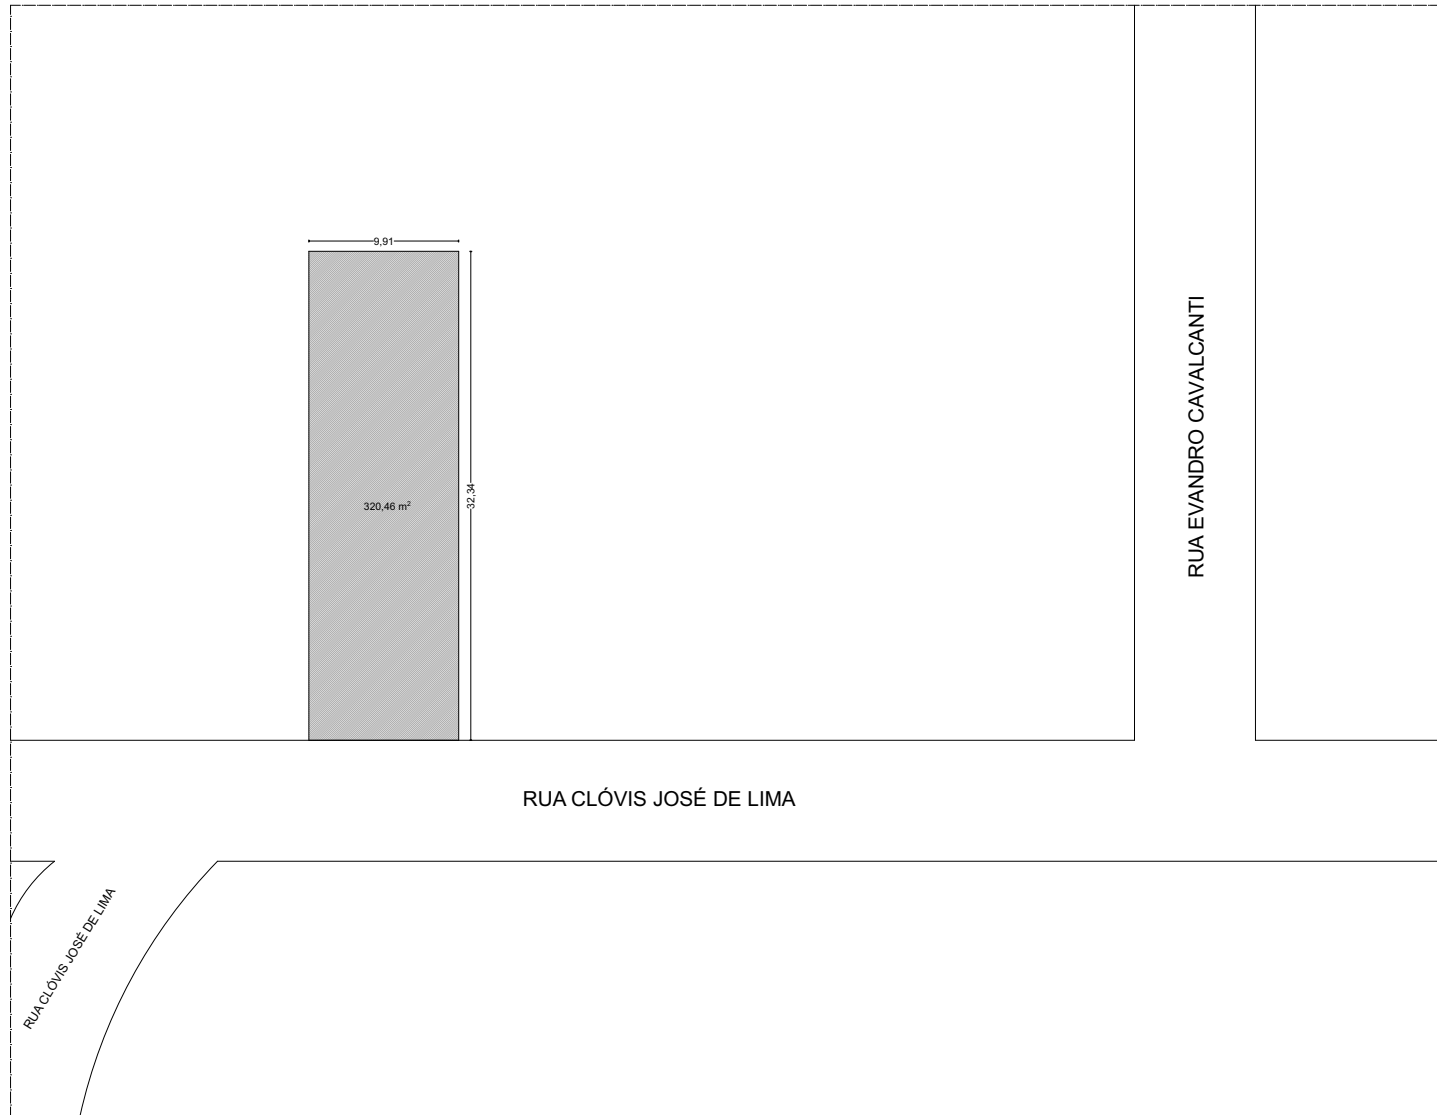 9,91
RUA EVANDRO CAVALCANTI
32,34
320,46 m²
RUA CLÓVIS JOSÉ DE LIMA
RUA CLÓVIS JOSÉ DE LIMA